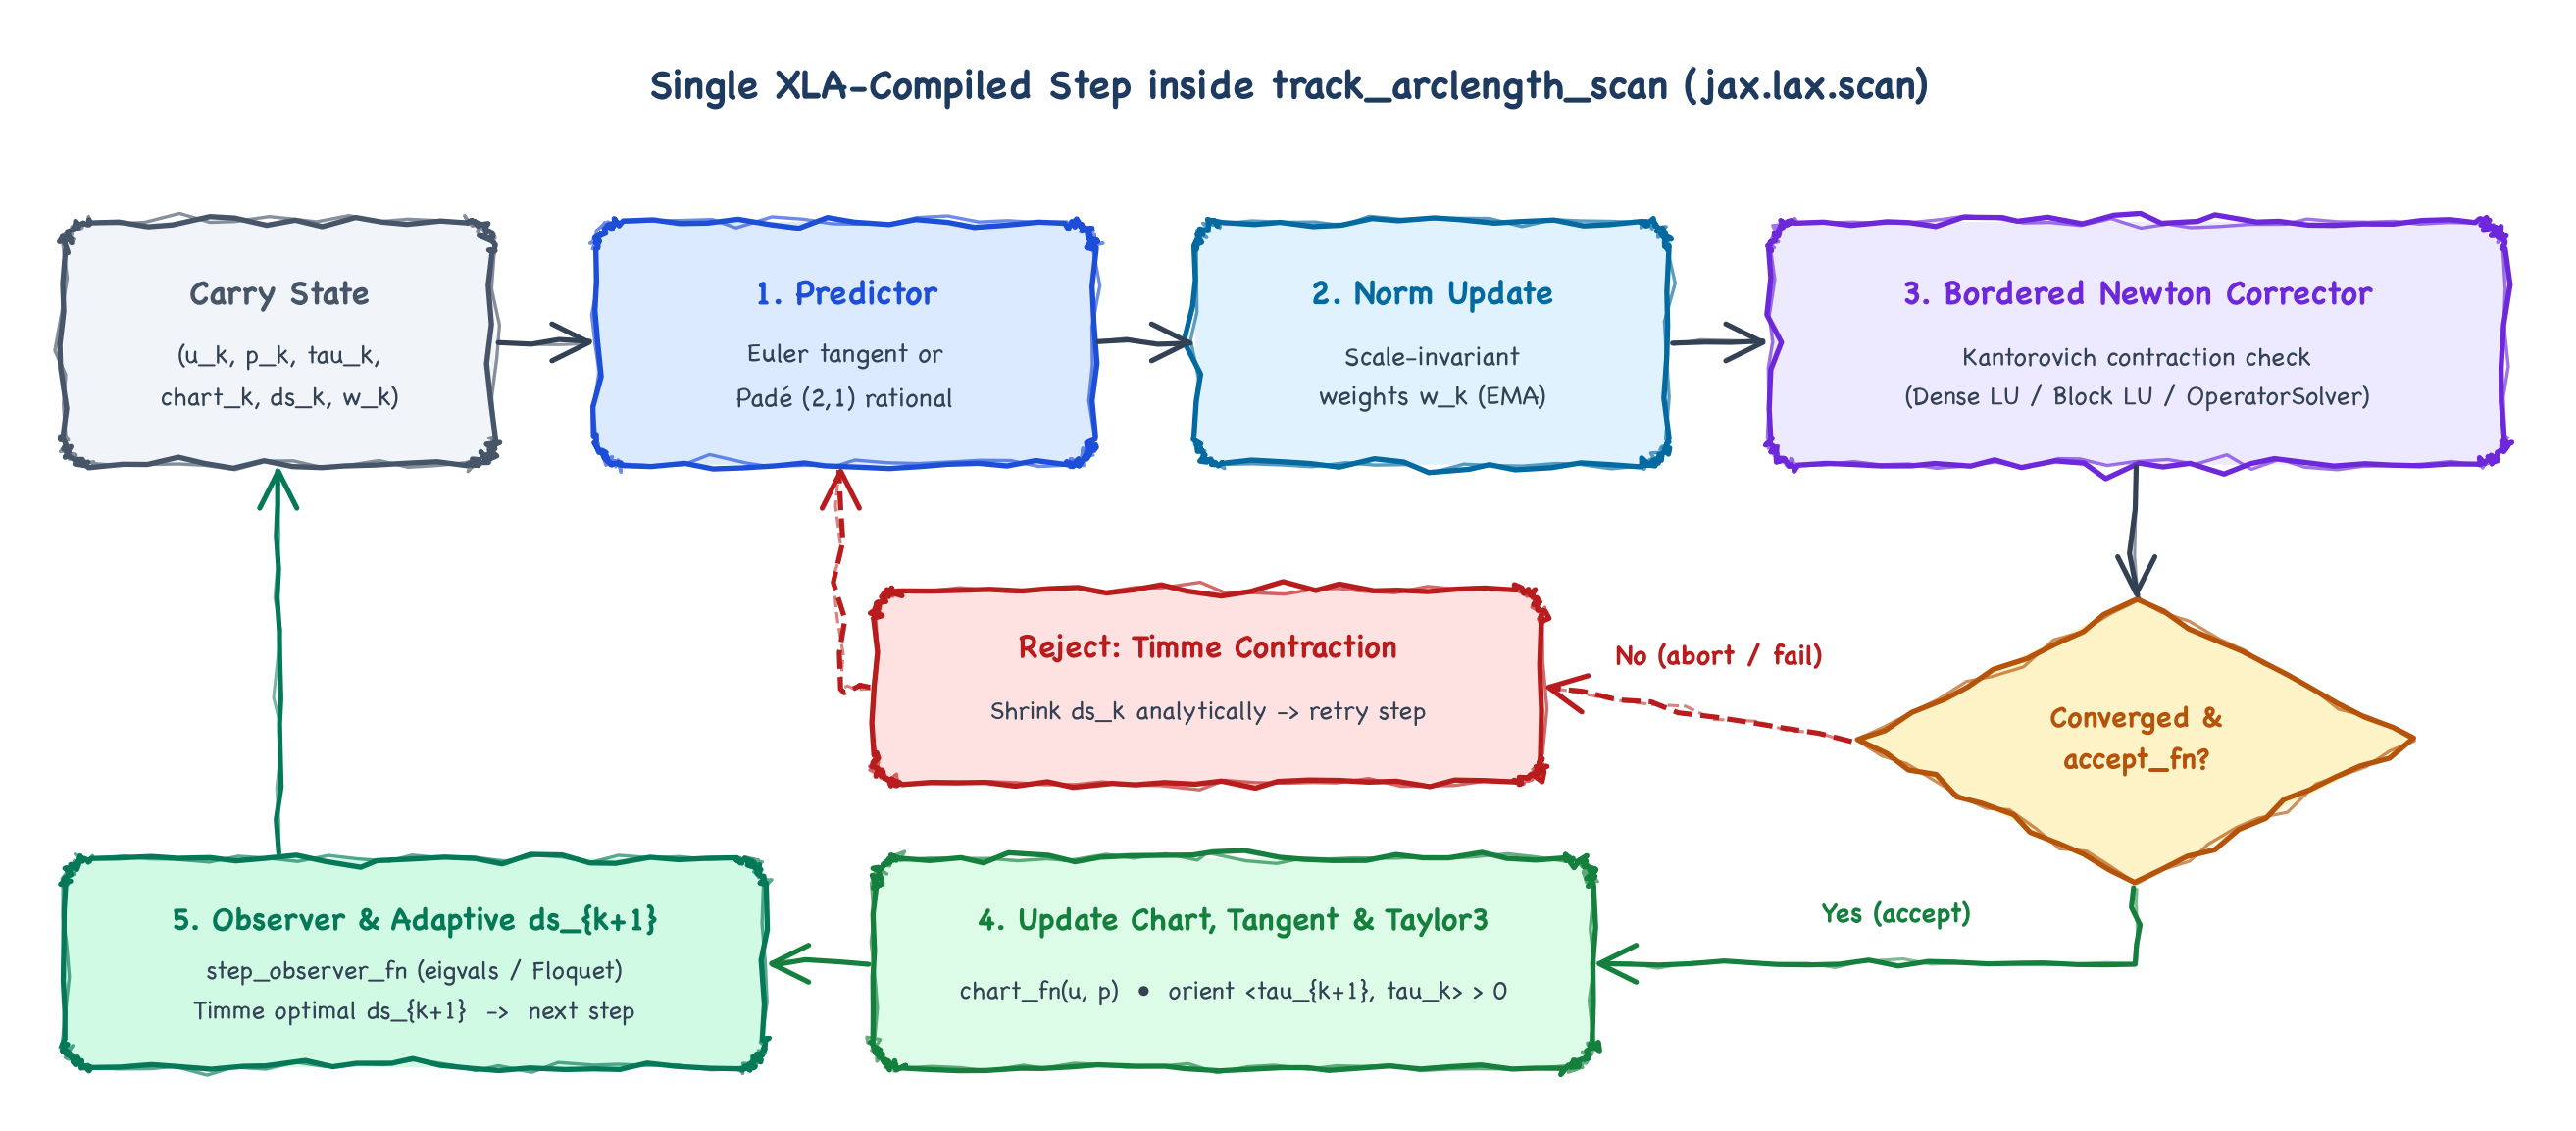 Single XLA-Compiled Step inside track_arclength_scan (jax.lax.scan)
Carry State
(u_k, p_k, tau_k,
chart_k, ds_k, w_k)
1. Predictor
Euler tangent or
Padé (2,1) rational
2. Norm Update
Scale-invariant
weights w_k (EMA)
3. Bordered Newton Corrector
Kantorovich contraction check
(Dense LU / Block LU / OperatorSolver)
Reject: Timme Contraction
Shrink ds_k analytically -> retry step
No (abort / fail)
Converged &
accept_fn?
Yes (accept)
4. Update Chart, Tangent & Taylor3
chart_fn(u, p) • orient <tau_{k+1}, tau_k> > 0
5. Observer & Adaptive ds_{k+1}
step_observer_fn (eigvals / Floquet)
Timme optimal ds_{k+1} -> next step